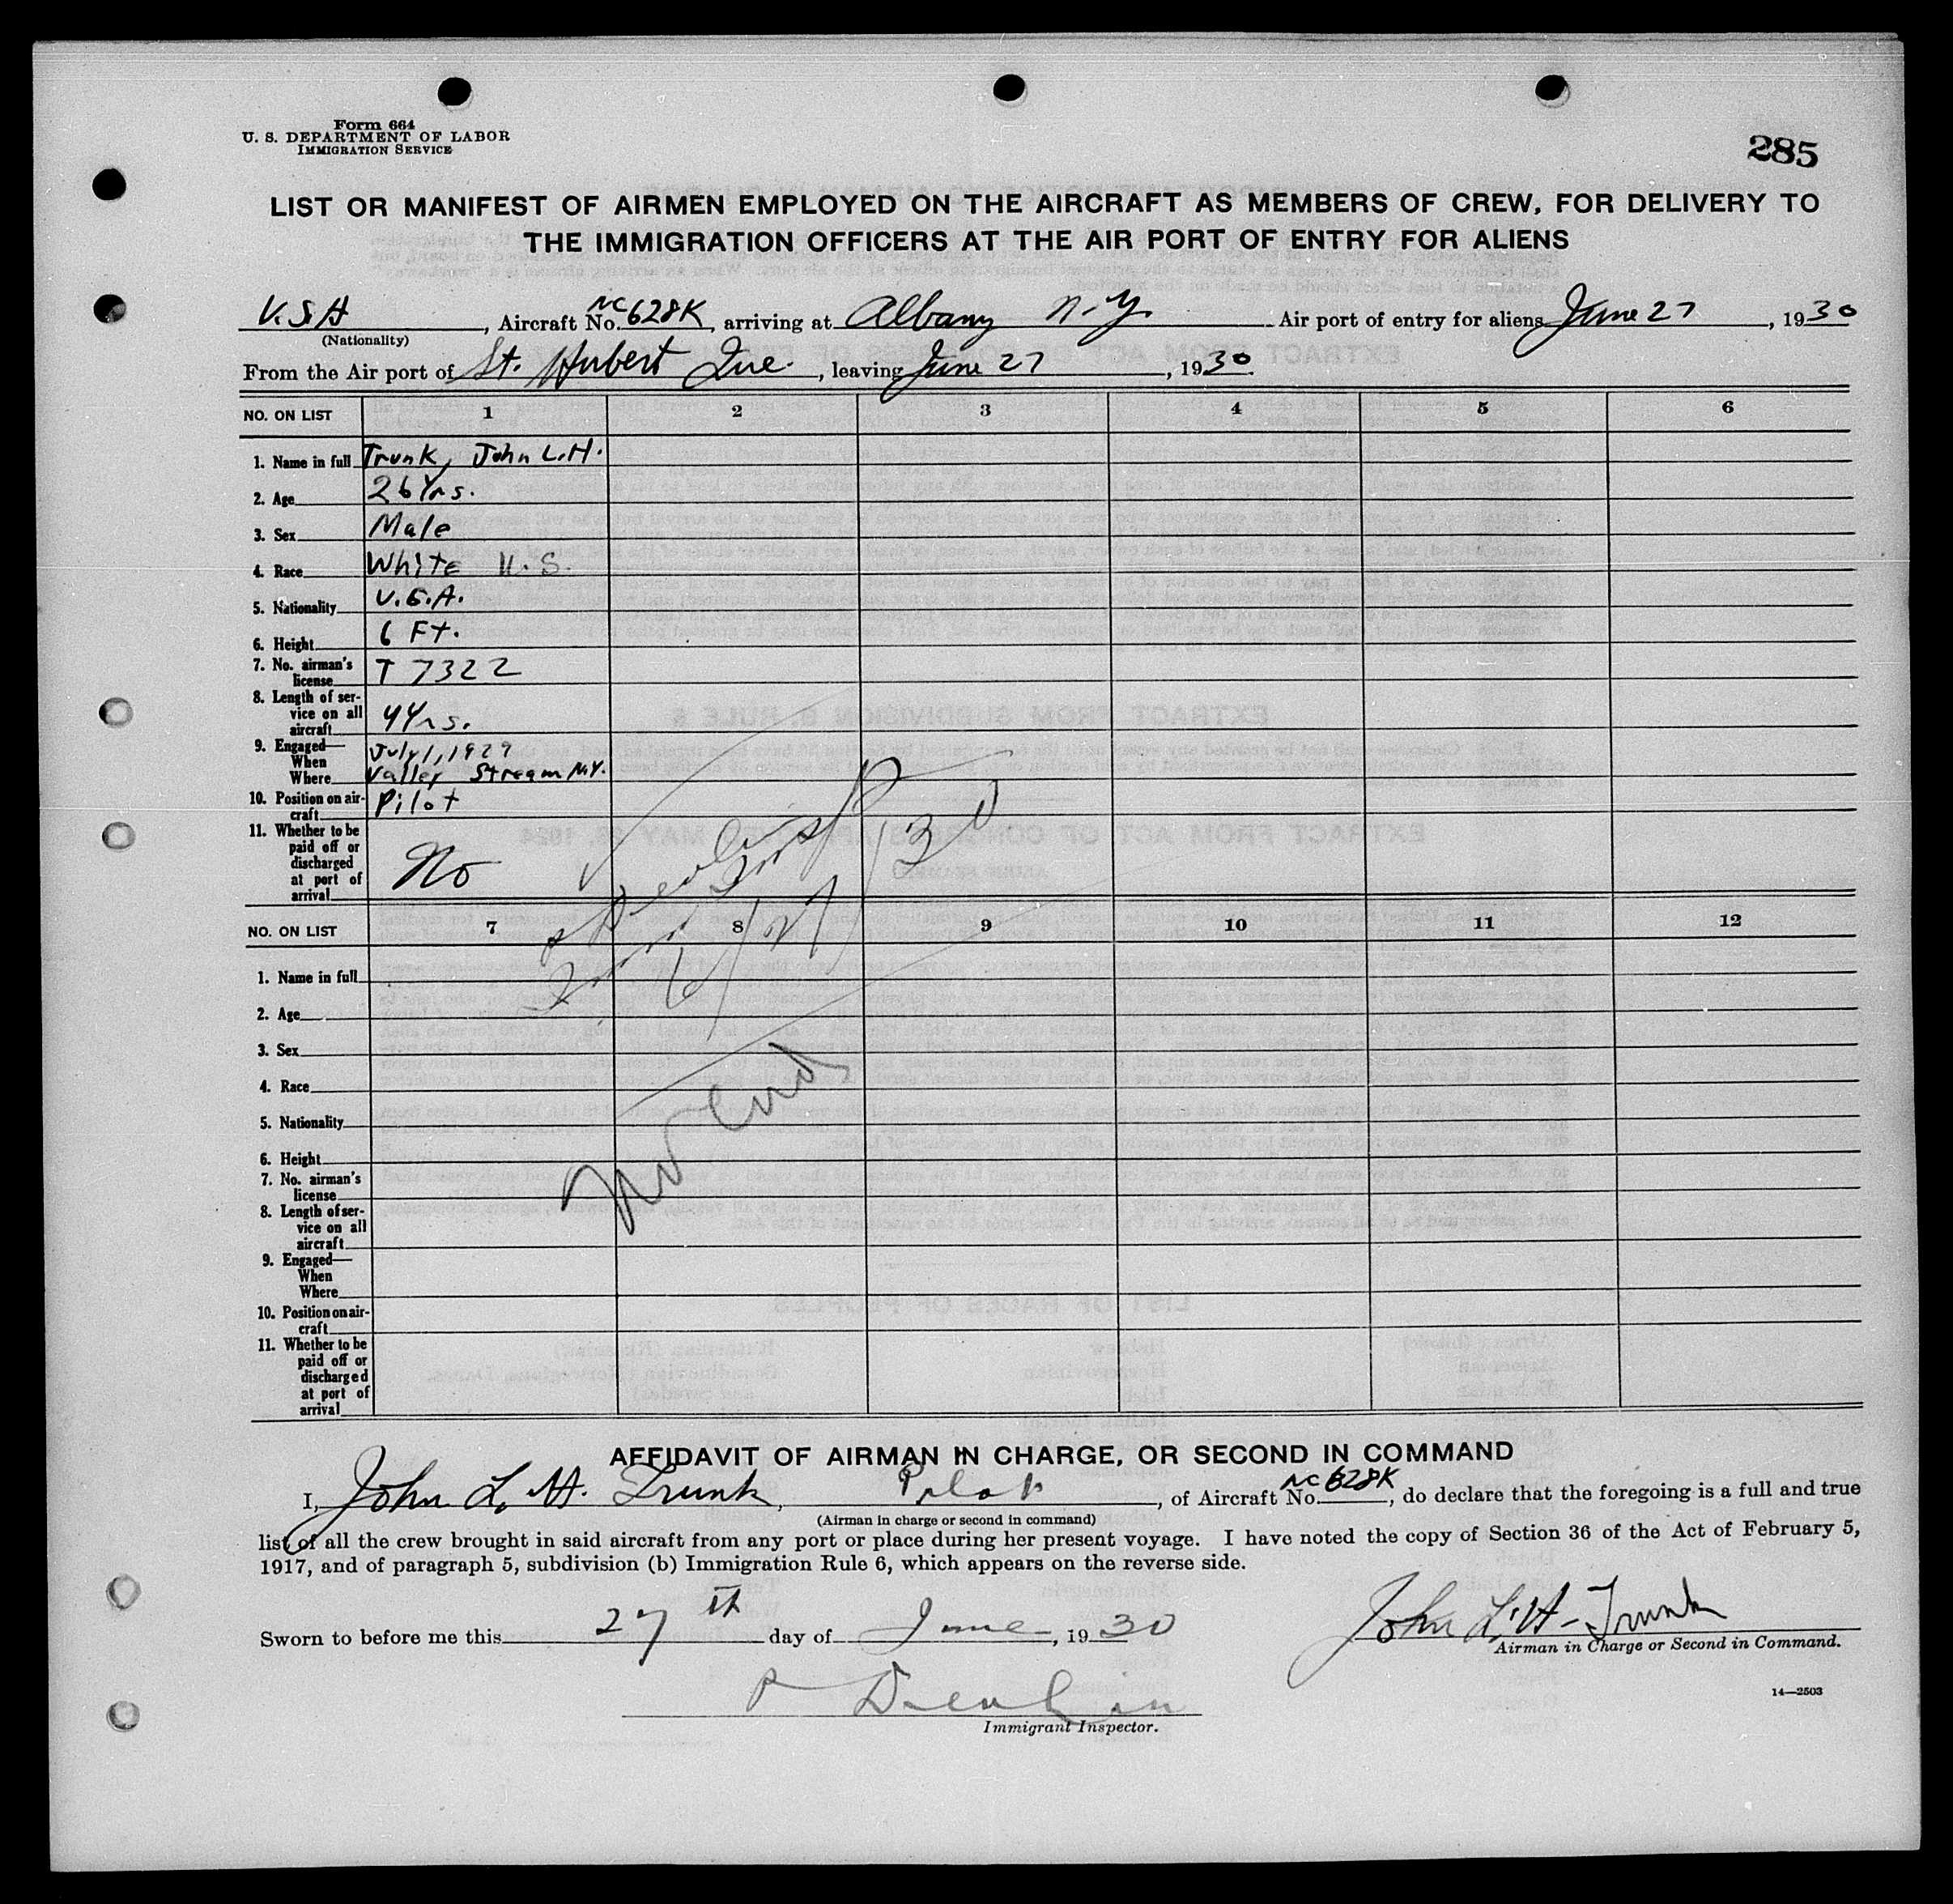 Form 664
U. S. DEPARTMENT OF LABOR
IMMIGRATION SERVICE
285
LIST OR MANIFEST OF AIRMEN EMPLOYED ON THE AIRCRAFT AS MEMBERS OF CREW, FOR DELIVERY TO
THE IMMIGRATION OFFICERS AT THE AIR PORT OF ENTRY FOR ALIENS
U.S.A, Aircraft No. NC628K, arriving at Albany N.Y. Air port of entry for aliens June 27, 1930
(Nationality)
From the Air port of St. Hubert Que., leaving June 27, 1930.
NO. ON LIST 1 2 3 4 5 6
1. Name in full Trunk, John L.H.
2. Age 26 Yrs.
3. Sex Male
4. Race White U.S.
5. Nationality U.S.A.
6. Height 6 Ft.
7. No. airman's
license T 7322
8. Length of ser-
vice on all
aircraft 4 Yrs.
9. Engaged—
When July 1, 1929
Where Valley Stream N.Y.
10. Position on air-
craft Pilot
11. Whether to be
paid off or
discharged
at port of
arrival No
6/27/30
NO. ON LIST 7 8 9 10 11 12
1. Name in full
2. Age
3. Sex
4. Race
5. Nationality
6. Height
7. No. airman's
license
8. Length of ser-
vice on all
aircraft
9. Engaged—
When
Where
10. Position on air-
craft
11. Whether to be
paid off or
discharged
at port of
arrival
No
AFFIDAVIT OF AIRMAN IN CHARGE, OR SECOND IN COMMAND
I, John L. H. Trunk, Pilot, of Aircraft No. NC628K, do declare that the foregoing is a full and true
(Airman in charge or second in command)
list of all the crew brought in said aircraft from any port or place during her present voyage. I have noted the copy of Section 36 of the Act of February 5,
1917, and of paragraph 5, subdivision (b) Immigration Rule 6, which appears on the reverse side.
Sworn to before me this 27th day of June, 1930 John L. H. Trunk
Airman in Charge or Second in Command.
14—2503
Immigrant Inspector.